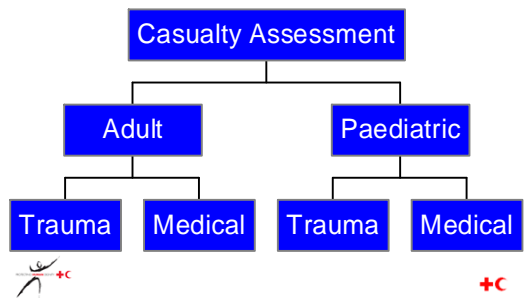 Casualty Assessment
Adult
Paediatric
Trauma
Medical
Trauma
Medical